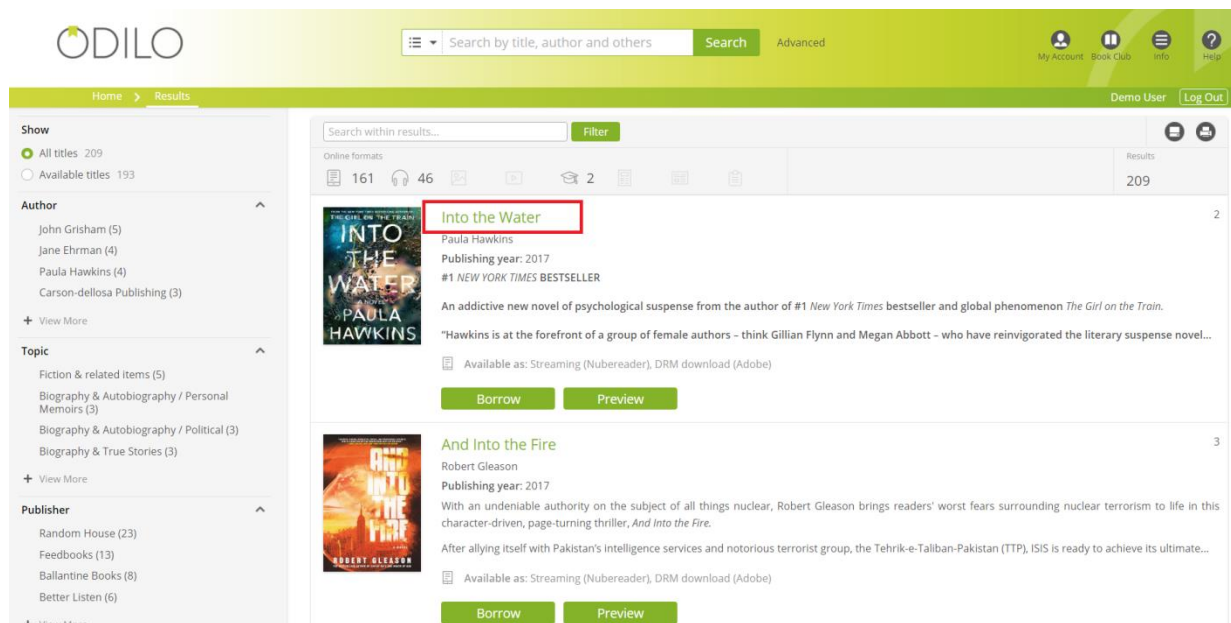 ODILO
Search by title, author and others
Search
Advanced
My Account
Book Club
Info
Help
Home > Results
Demo User
Log Out
Show
All titles 209
Available titles 193
Author
John Grisham (5)
Jane Ehrman (4)
Paula Hawkins (4)
Carson-dellosa Publishing (3)
+ View More
Topic
Fiction & related items (5)
Biography & Autobiography / Personal
Memoirs (3)
Biography & Autobiography / Political (3)
Biography & True Stories (3)
+ View More
Publisher
Random House (23)
Feedbooks (13)
Ballantine Books (8)
Better Listen (6)
+ View More
Search within results...
Filter
Online formats
161
46
2
Results
209
THE GIRL ON THE TRAIN
INTO
THE
WATER
A NOVEL
PAULA
HAWKINS
Into the Water
2
Paula Hawkins
Publishing year: 2017
#1 NEW YORK TIMES BESTSELLER
An addictive new novel of psychological suspense from the author of #1 New York Times bestseller and global phenomenon The Girl on the Train.
“Hawkins is at the forefront of a group of female authors – think Gillian Flynn and Megan Abbott – who have reinvigorated the literary suspense novel...
Available as: Streaming (Nubereader), DRM download (Adobe)
Borrow
Preview
AND
INTO
THE
FIRE
ROBERT GLEASON
And Into the Fire
3
Robert Gleason
Publishing year: 2017
With an undeniable authority on the subject of all things nuclear, Robert Gleason brings readers' worst fears surrounding nuclear terrorism to life in this
character-driven, page-turning thriller, And Into the Fire.
After allying itself with Pakistan's intelligence services and notorious terrorist group, the Tehrik-e-Taliban-Pakistan (TTP), ISIS is ready to achieve its ultimate...
Available as: Streaming (Nubereader), DRM download (Adobe)
Borrow
Preview